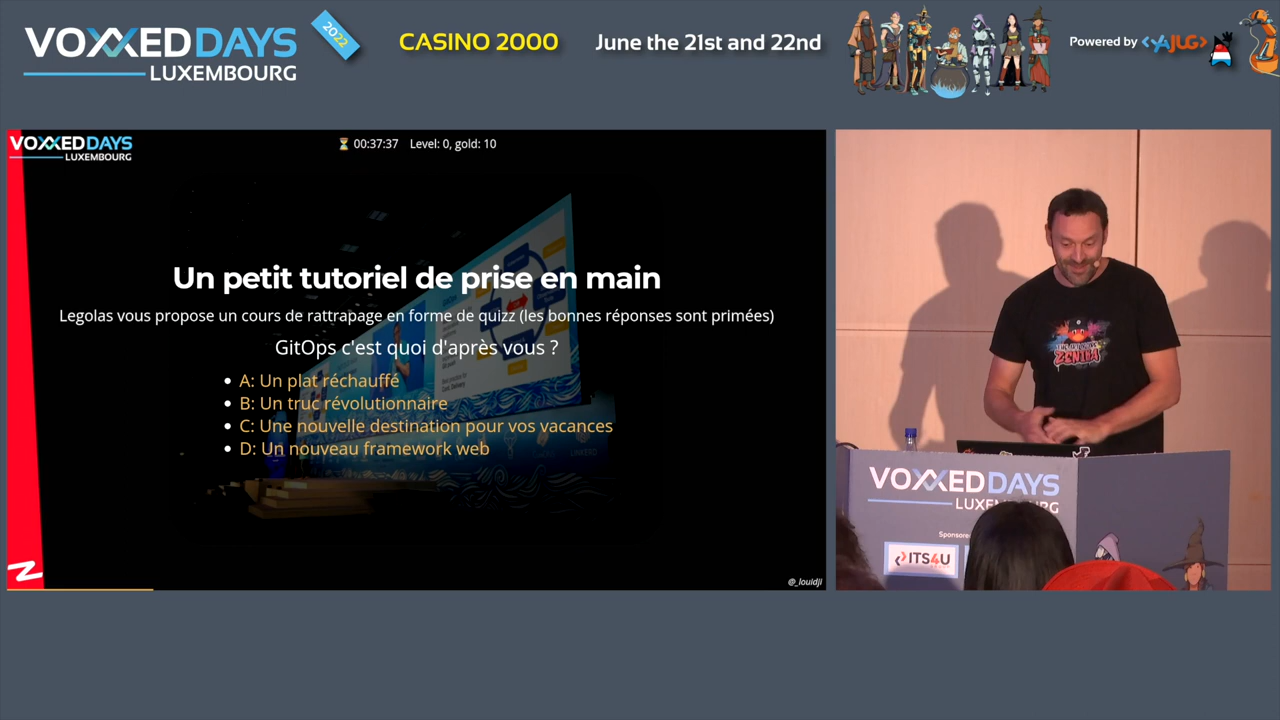 VOXXED DAYS
LUXEMBOURG
2022
CASINO 2000
June the 21st and 22nd
Powered by <YAJUG>
VOXXED DAYS
LUXEMBOURG
⏳ 00:37:37 Level: 0, gold: 10
Un petit tutoriel de prise en main
Legolas vous propose un cours de rattrapage en forme de quizz (les bonnes réponses sont primées)
GitOps c'est quoi d'après vous ?
• A: Un plat réchauffé
• B: Un truc révolutionnaire
• C: Une nouvelle destination pour vos vacances
• D: Un nouveau framework web
@_louidji
ZENIKA
VOXXED DAYS
ITS4U